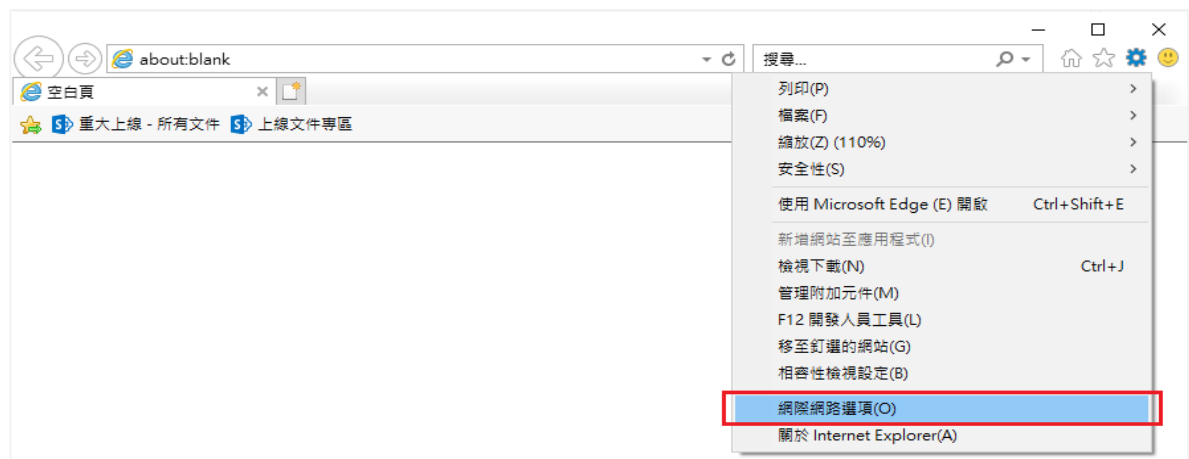 about:blank
搜尋...
空白頁
重大上線 - 所有文件 上線文件專區
列印(P)
檔案(F)
縮放(Z) (110%)
安全性(S)
使用 Microsoft Edge (E) 開啟 Ctrl+Shift+E
新增網站至應用程式(I)
檢視下載(N) Ctrl+J
管理附加元件(M)
F12 開發人員工具(L)
移至釘選的網站(G)
相容性檢視設定(B)
網際網路選項(O)
關於 Internet Explorer(A)